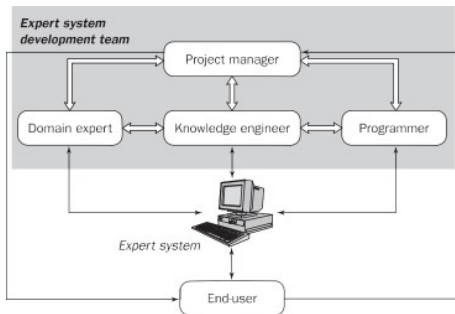 Expert system
development team
Project manager
Domain expert
Knowledge engineer
Programmer
Expert system
End-user